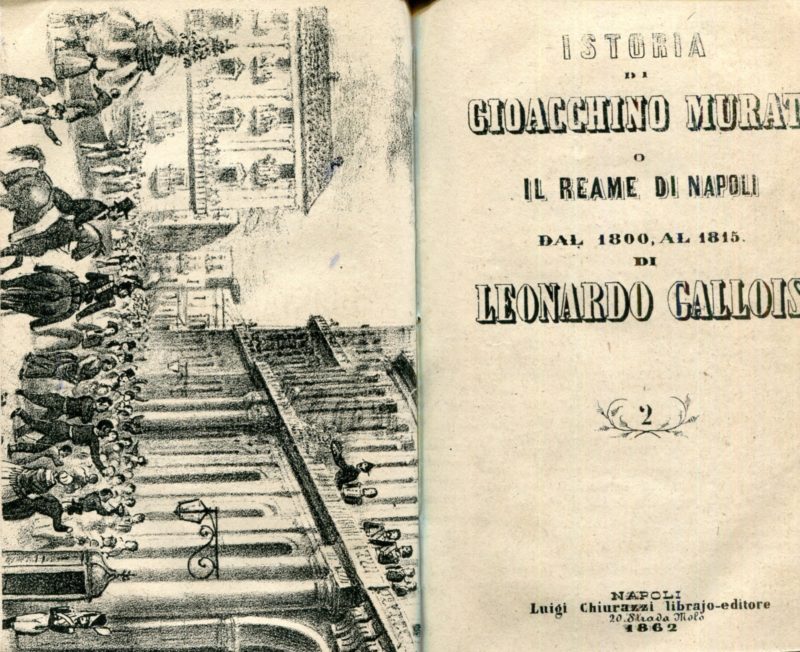 ISTORIA
DI
GIOACCHINO MURAT
O
IL REAME DI NAPOLI
DAL 1800, AL 1815.
DI
LEONARDO GALLOIS
2
NAPOLI
Luigi Chiurazzi librajo-editore
20. Strada Molo
1862